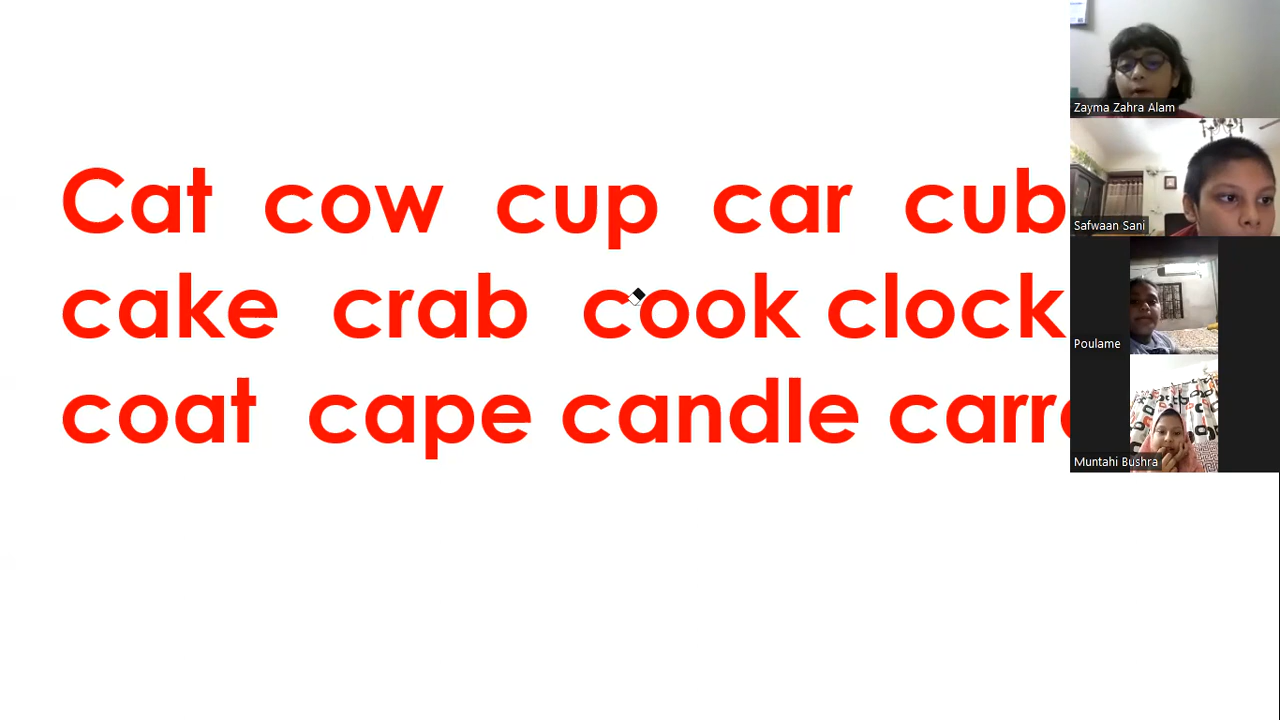 Cat cow cup car cub
cake crab cook clock
coat cape candle
Zayma Zahra Alam
Safwaan Sani
Poulame
Muntahi Bushra